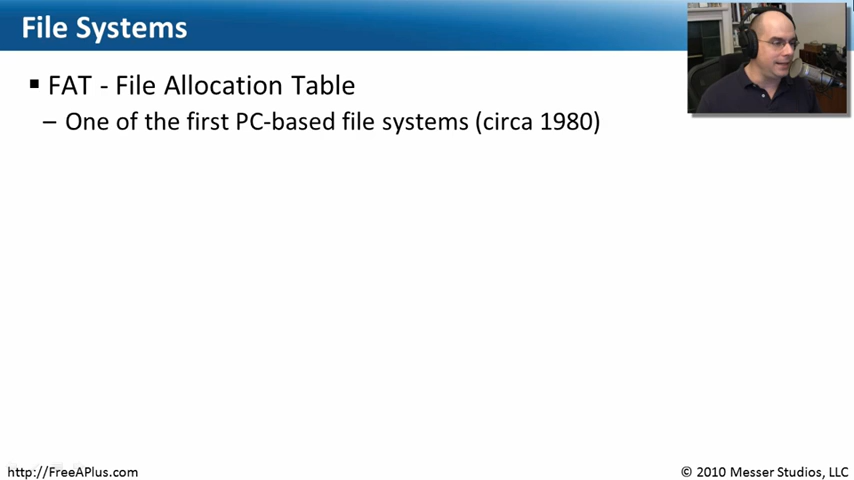 File Systems
▪ FAT - File Allocation Table
– One of the first PC-based file systems (circa 1980)
http://FreeAPlus.com
© 2010 Messer Studios, LLC